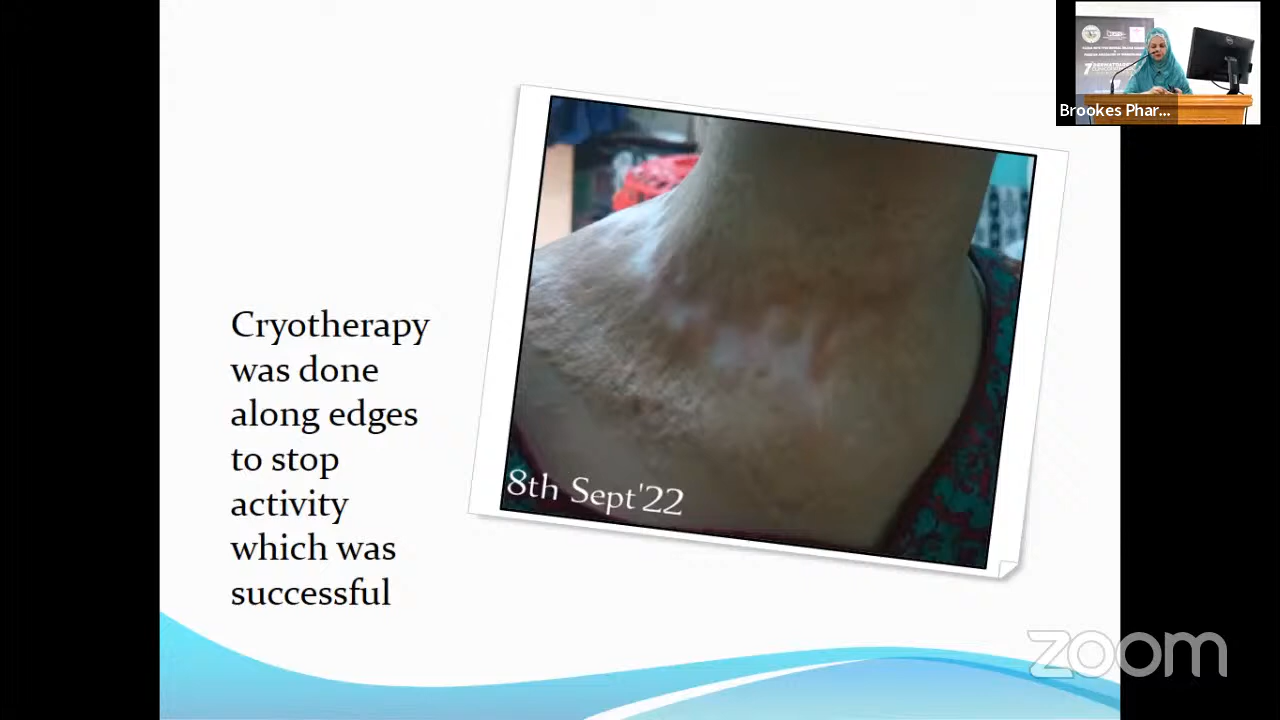 Brookes Phar...
Cryotherapy
was done
along edges
to stop
activity
which was
successful
8th Sept'22
zoom